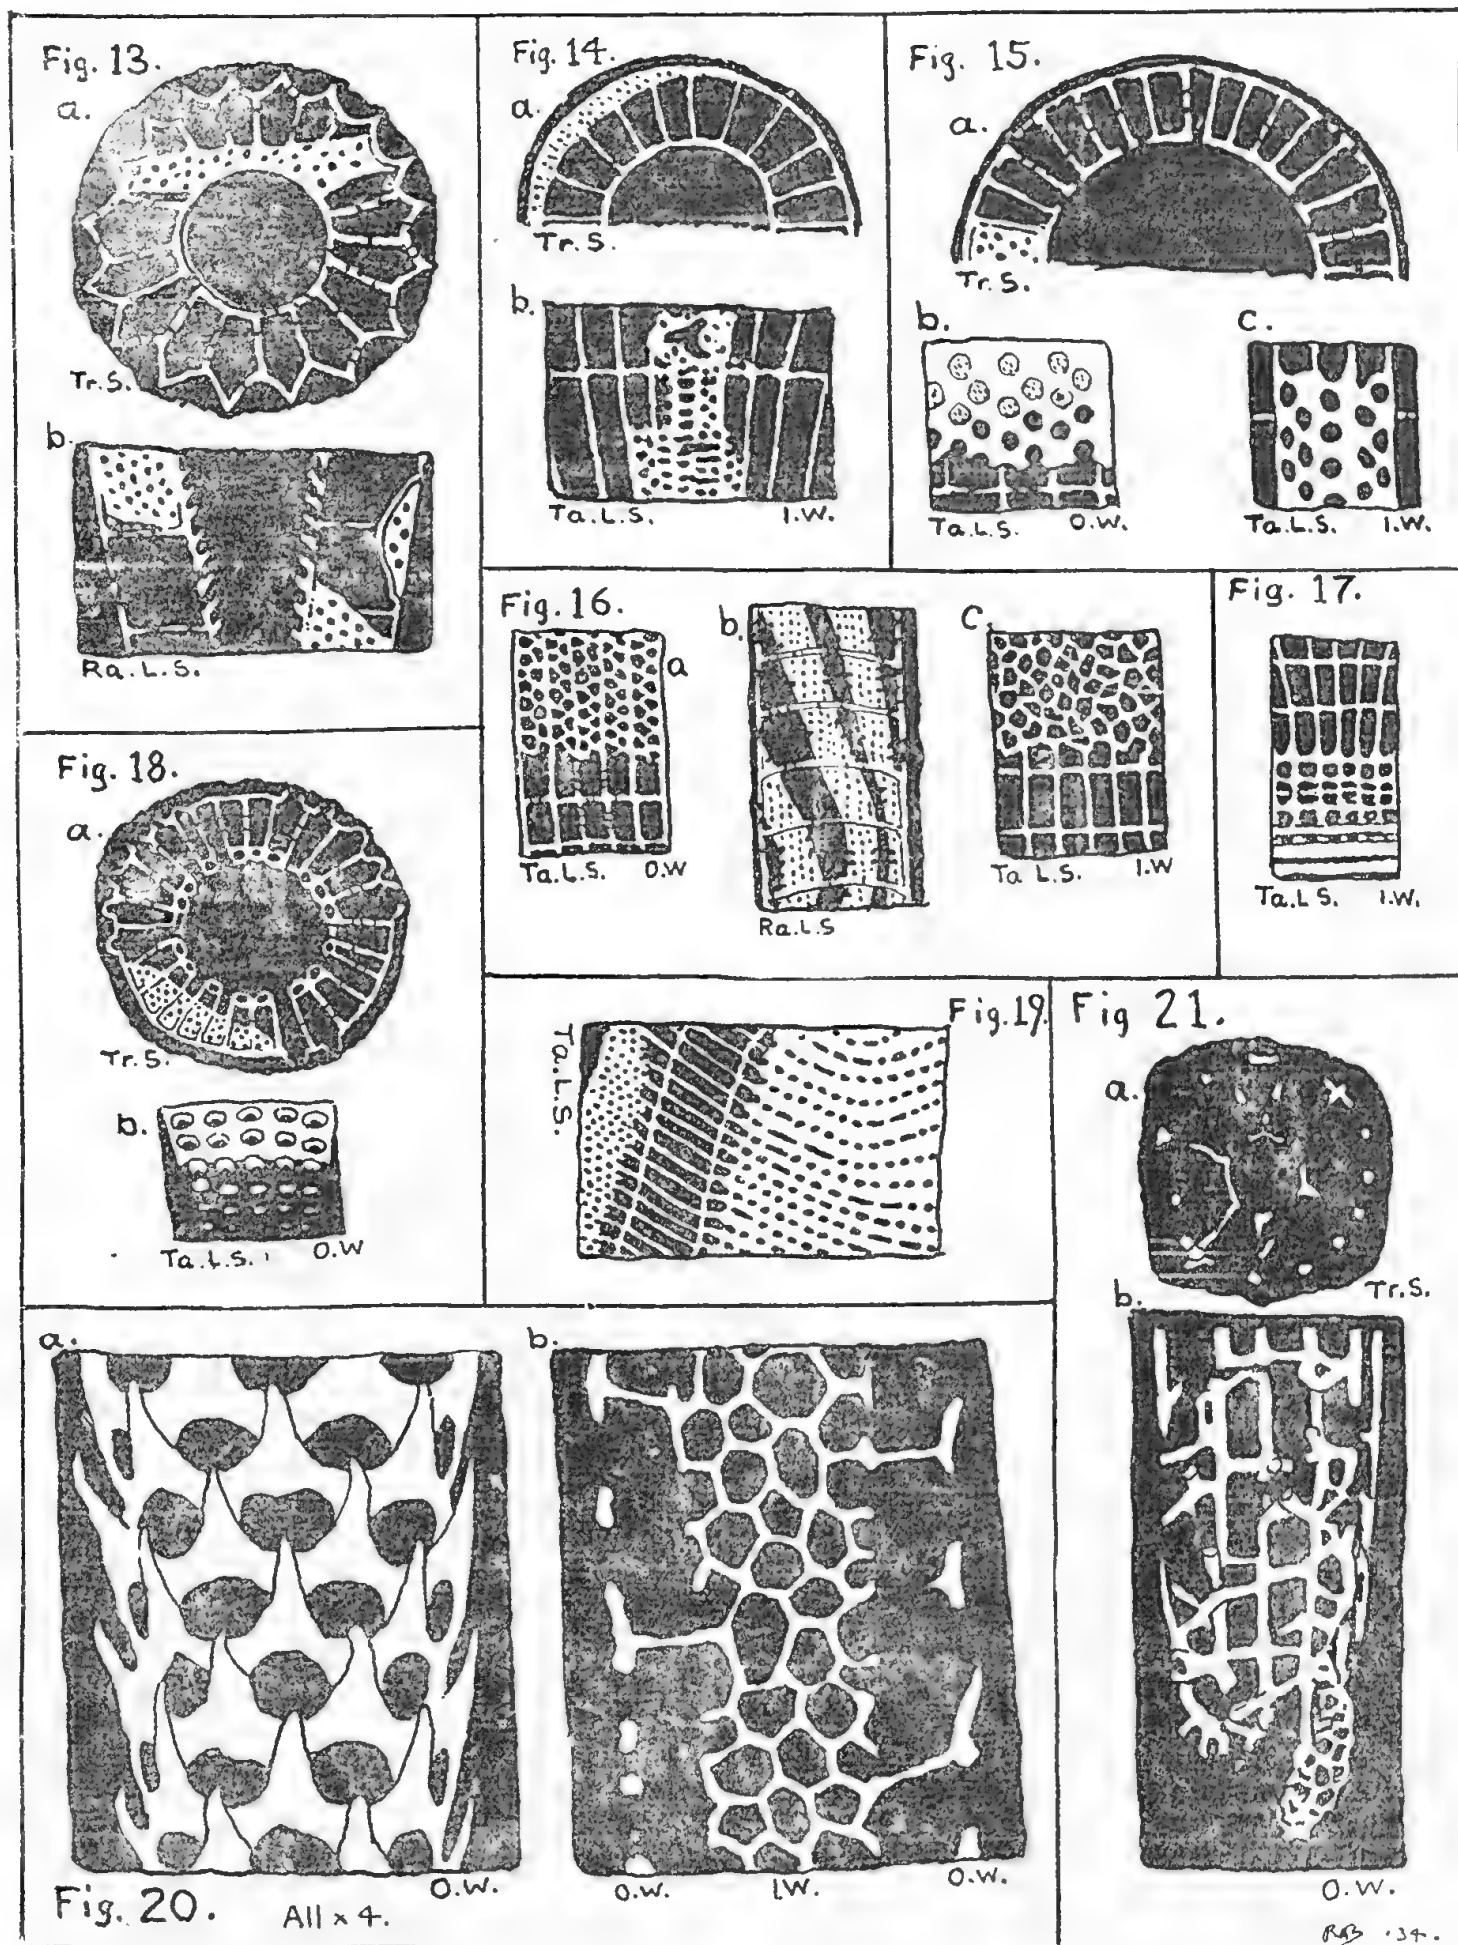 Fig. 13.
a.
Tr.S.
b.
Ra.L.S.
Fig. 14.
a.
Tr.S.
b.
Ta.L.S. I.W.
Fig. 15.
a.
Tr.S.
b.
Ta.L.S. O.W.
c.
Ta.L.S. I.W.
Fig. 16.
a
Ta.L.S. O.W
b.
Ra.L.S
c.
Ta L.S. I.W
Fig. 17.
Ta.L S. I.W.
Fig. 18.
a.
Tr.S.
b.
Ta.L.S. O.W
Fig. 19.
Ta.L.S.
Fig 21.
a.
Tr.S.
b.
O.W.
a.
O.W.
b.
O.W. I.W. O.W.
Fig. 20. All x 4.